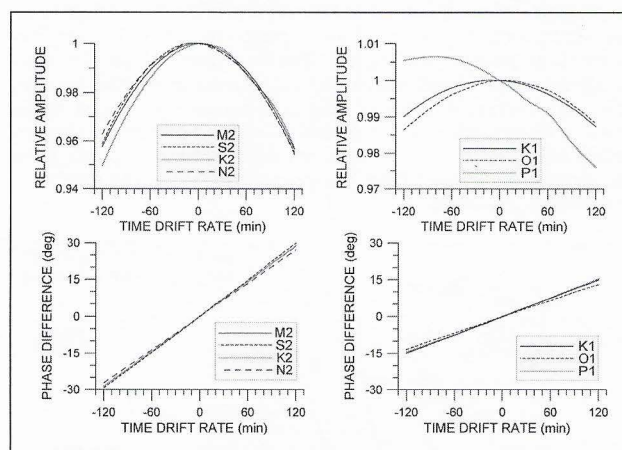 RELATIVE AMPLITUDE
1
0.98
0.96
0.94
M2
S2
K2
N2
-120 -60 0 60 120
TIME DRIFT RATE (min)
RELATIVE AMPLITUDE
1.01
1
0.99
0.98
0.97
K1
O1
P1
-120 -60 0 60 120
TIME DRIFT RATE (min)
PHASE DIFFERENCE (deg)
30
15
0
-15
-30
M2
S2
K2
N2
-120 -60 0 60 120
TIME DRIFT RATE (min)
PHASE DIFFERENCE (deg)
30
15
0
-15
-30
K1
O1
P1
-120 -60 0 60 120
TIME DRIFT RATE (min)